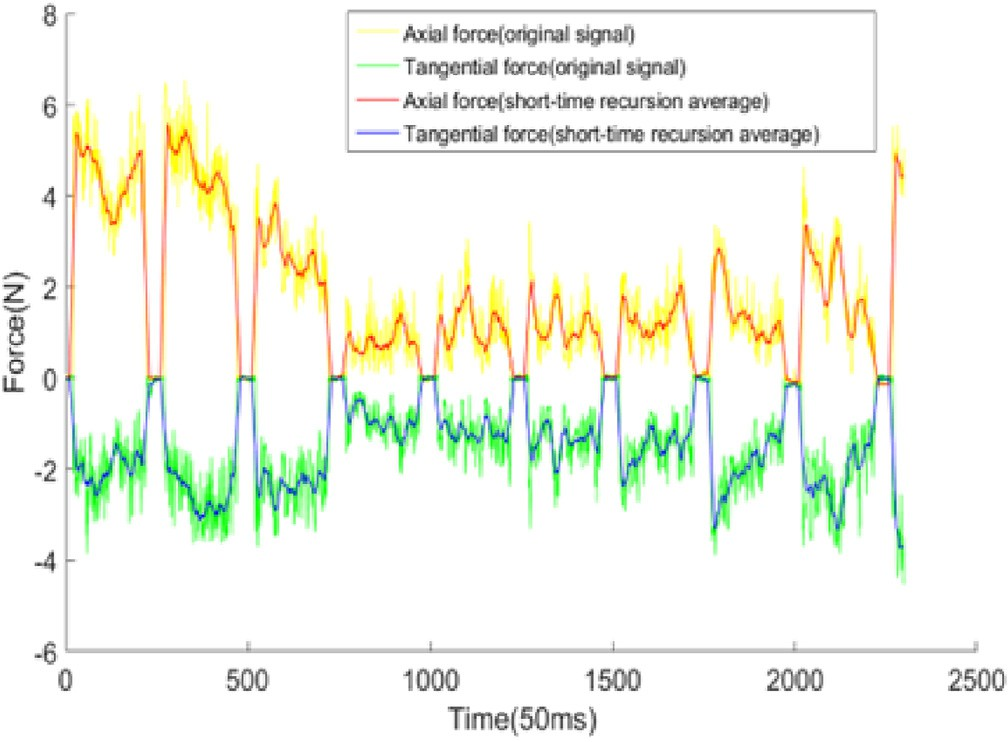 8
6
4
2
0
-2
-4
-6
Force(N)
Axial force(original signal)
Tangential force(original signal)
Axial force(short-time recursion average)
Tangential force(short-time recursion average)
0 500 1000 1500 2000 2500
Time(50ms)